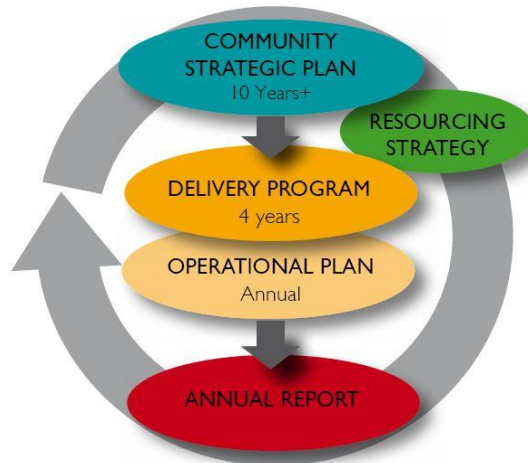 COMMUNITY
STRATEGIC PLAN
10 Years+
RESOURCING
STRATEGY
DELIVERY PROGRAM
4 years
OPERATIONAL PLAN
Annual
ANNUAL REPORT